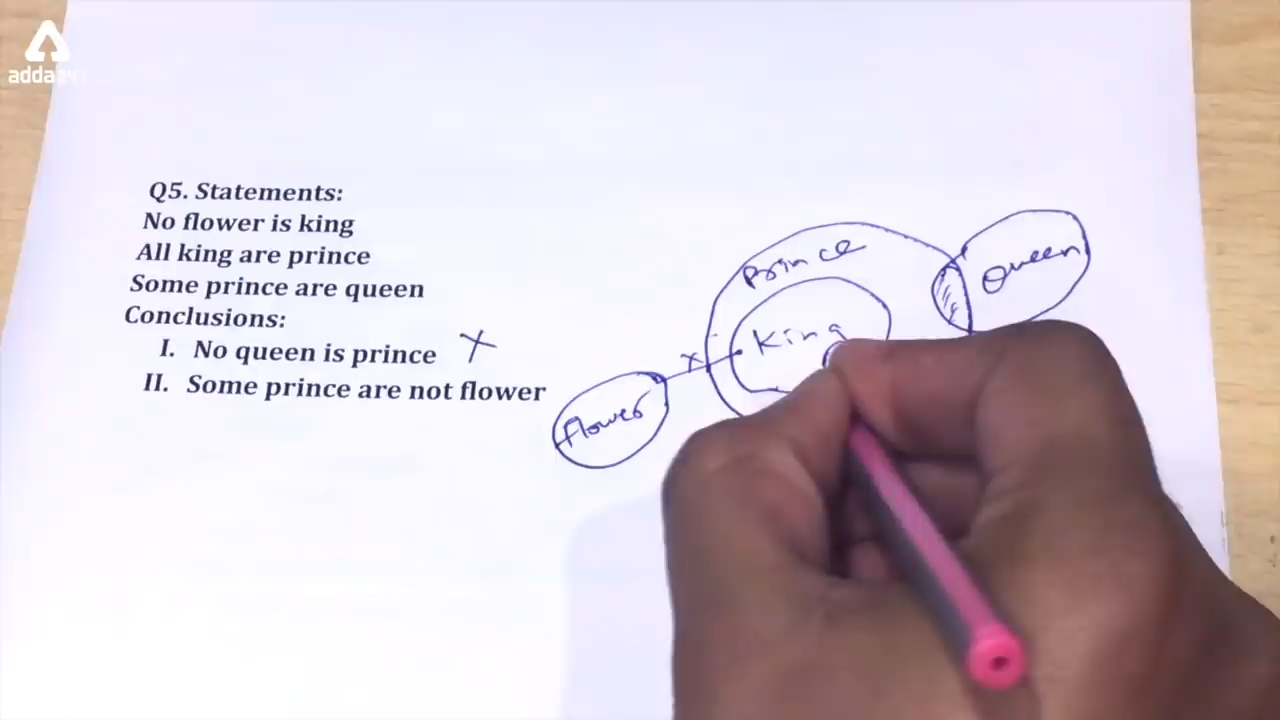 adda
Q5. Statements:
No flower is king
All king are prince
Some prince are queen
Conclusions:
I. No queen is prince X
II. Some prince are not flower
Prince
Queen
King
X
flower